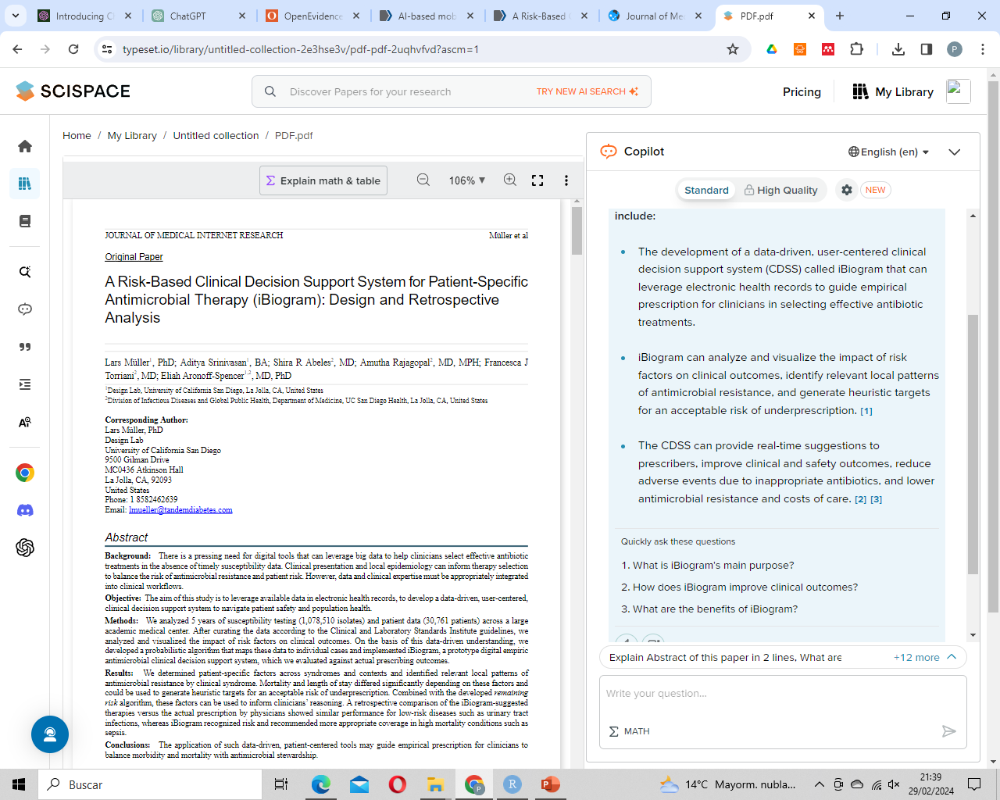 Introducing C
ChatGPT
OpenEvidence
AI-based mob
A Risk-Based
Journal of Me
PDF.pdf
typeset.io/library/untitled-collection-2e3hse3v/pdf-pdf-2uqhvfvd?ascm=1
P
SCISPACE
Discover Papers for your research
TRY NEW AI SEARCH
Pricing
My Library
Home / My Library / Untitled collection / PDF.pdf
Explain math & table
106%
JOURNAL OF MEDICAL INTERNET RESEARCH
Müller et al
Original Paper
A Risk-Based Clinical Decision Support System for Patient-Specific
Antimicrobial Therapy (iBiogram): Design and Retrospective
Analysis
Lars Müller1, PhD; Aditya Srinivasan1, BA; Shira R Abeles2, MD; Amutha Rajagopal2, MD, MPH; Francesca J
Torriani2, MD; Eliah Aronoff-Spencer1,2, MD, PhD
1Design Lab, University of California San Diego, La Jolla, CA, United States
2Division of Infectious Diseases and Global Public Health, Department of Medicine, UC San Diego Health, La Jolla, CA, United States
Corresponding Author:
Lars Müller, PhD
Design Lab
University of California San Diego
9500 Gilman Drive
MC0436 Atkinson Hall
La Jolla, CA, 92093
United States
Phone: 1 8582462639
Email: lmueller@tandemdiabetes.com
Abstract
Background: There is a pressing need for digital tools that can leverage big data to help clinicians select effective antibiotic
treatments in the absence of timely susceptibility data. Clinical presentation and local epidemiology can inform therapy selection
to balance the risk of antimicrobial resistance and patient risk. However, data and clinical expertise must be appropriately integrated
into clinical workflows.
Objective: The aim of this study is to leverage available data in electronic health records, to develop a data-driven, user-centered,
clinical decision support system to navigate patient safety and population health.
Methods: We analyzed 5 years of susceptibility testing (1,078,510 isolates) and patient data (30,761 patients) across a large
academic medical center. After curating the data according to the Clinical and Laboratory Standards Institute guidelines, we
analyzed and visualized the impact of risk factors on clinical outcomes. On the basis of this data-driven understanding, we
developed a probabilistic algorithm that maps these data to individual cases and implemented iBiogram, a prototype digital empiric
antimicrobial clinical decision support system, which we evaluated against actual prescribing outcomes.
Results: We determined patient-specific factors across syndromes and contexts and identified relevant local patterns of
antimicrobial resistance by clinical syndrome. Mortality and length of stay differed significantly depending on these factors and
could be used to generate heuristic targets for an acceptable risk of underprescription. Combined with the developed remaining
risk algorithm, these factors can be used to inform clinicians' reasoning. A retrospective comparison of the iBiogram-suggested
therapies versus the actual prescription by physicians showed similar performance for low-risk diseases such as urinary tract
infections, whereas iBiogram recognized risk and recommended more appropriate coverage in high mortality conditions such as
sepsis.
Conclusions: The application of such data-driven, patient-centered tools may guide empirical prescription for clinicians to
balance morbidity and mortality with antimicrobial stewardship.
Copilot
English (en)
Standard
High Quality
NEW
include:
The development of a data-driven, user-centered clinical
decision support system (CDSS) called iBiogram that can
leverage electronic health records to guide empirical
prescription for clinicians in selecting effective antibiotic
treatments.
iBiogram can analyze and visualize the impact of risk
factors on clinical outcomes, identify relevant local patterns
of antimicrobial resistance, and generate heuristic targets
for an acceptable risk of underprescription. [1]
The CDSS can provide real-time suggestions to
prescribers, improve clinical and safety outcomes, reduce
adverse events due to inappropriate antibiotics, and lower
antimicrobial resistance and costs of care. [2] [3]
Quickly ask these questions
1. What is iBiogram's main purpose?
2. How does iBiogram improve clinical outcomes?
3. What are the benefits of iBiogram?
Explain Abstract of this paper in 2 lines, What are
+12 more
Write your question...
MATH
Buscar
14°C Mayorm. nubla...
21:39
29/02/2024